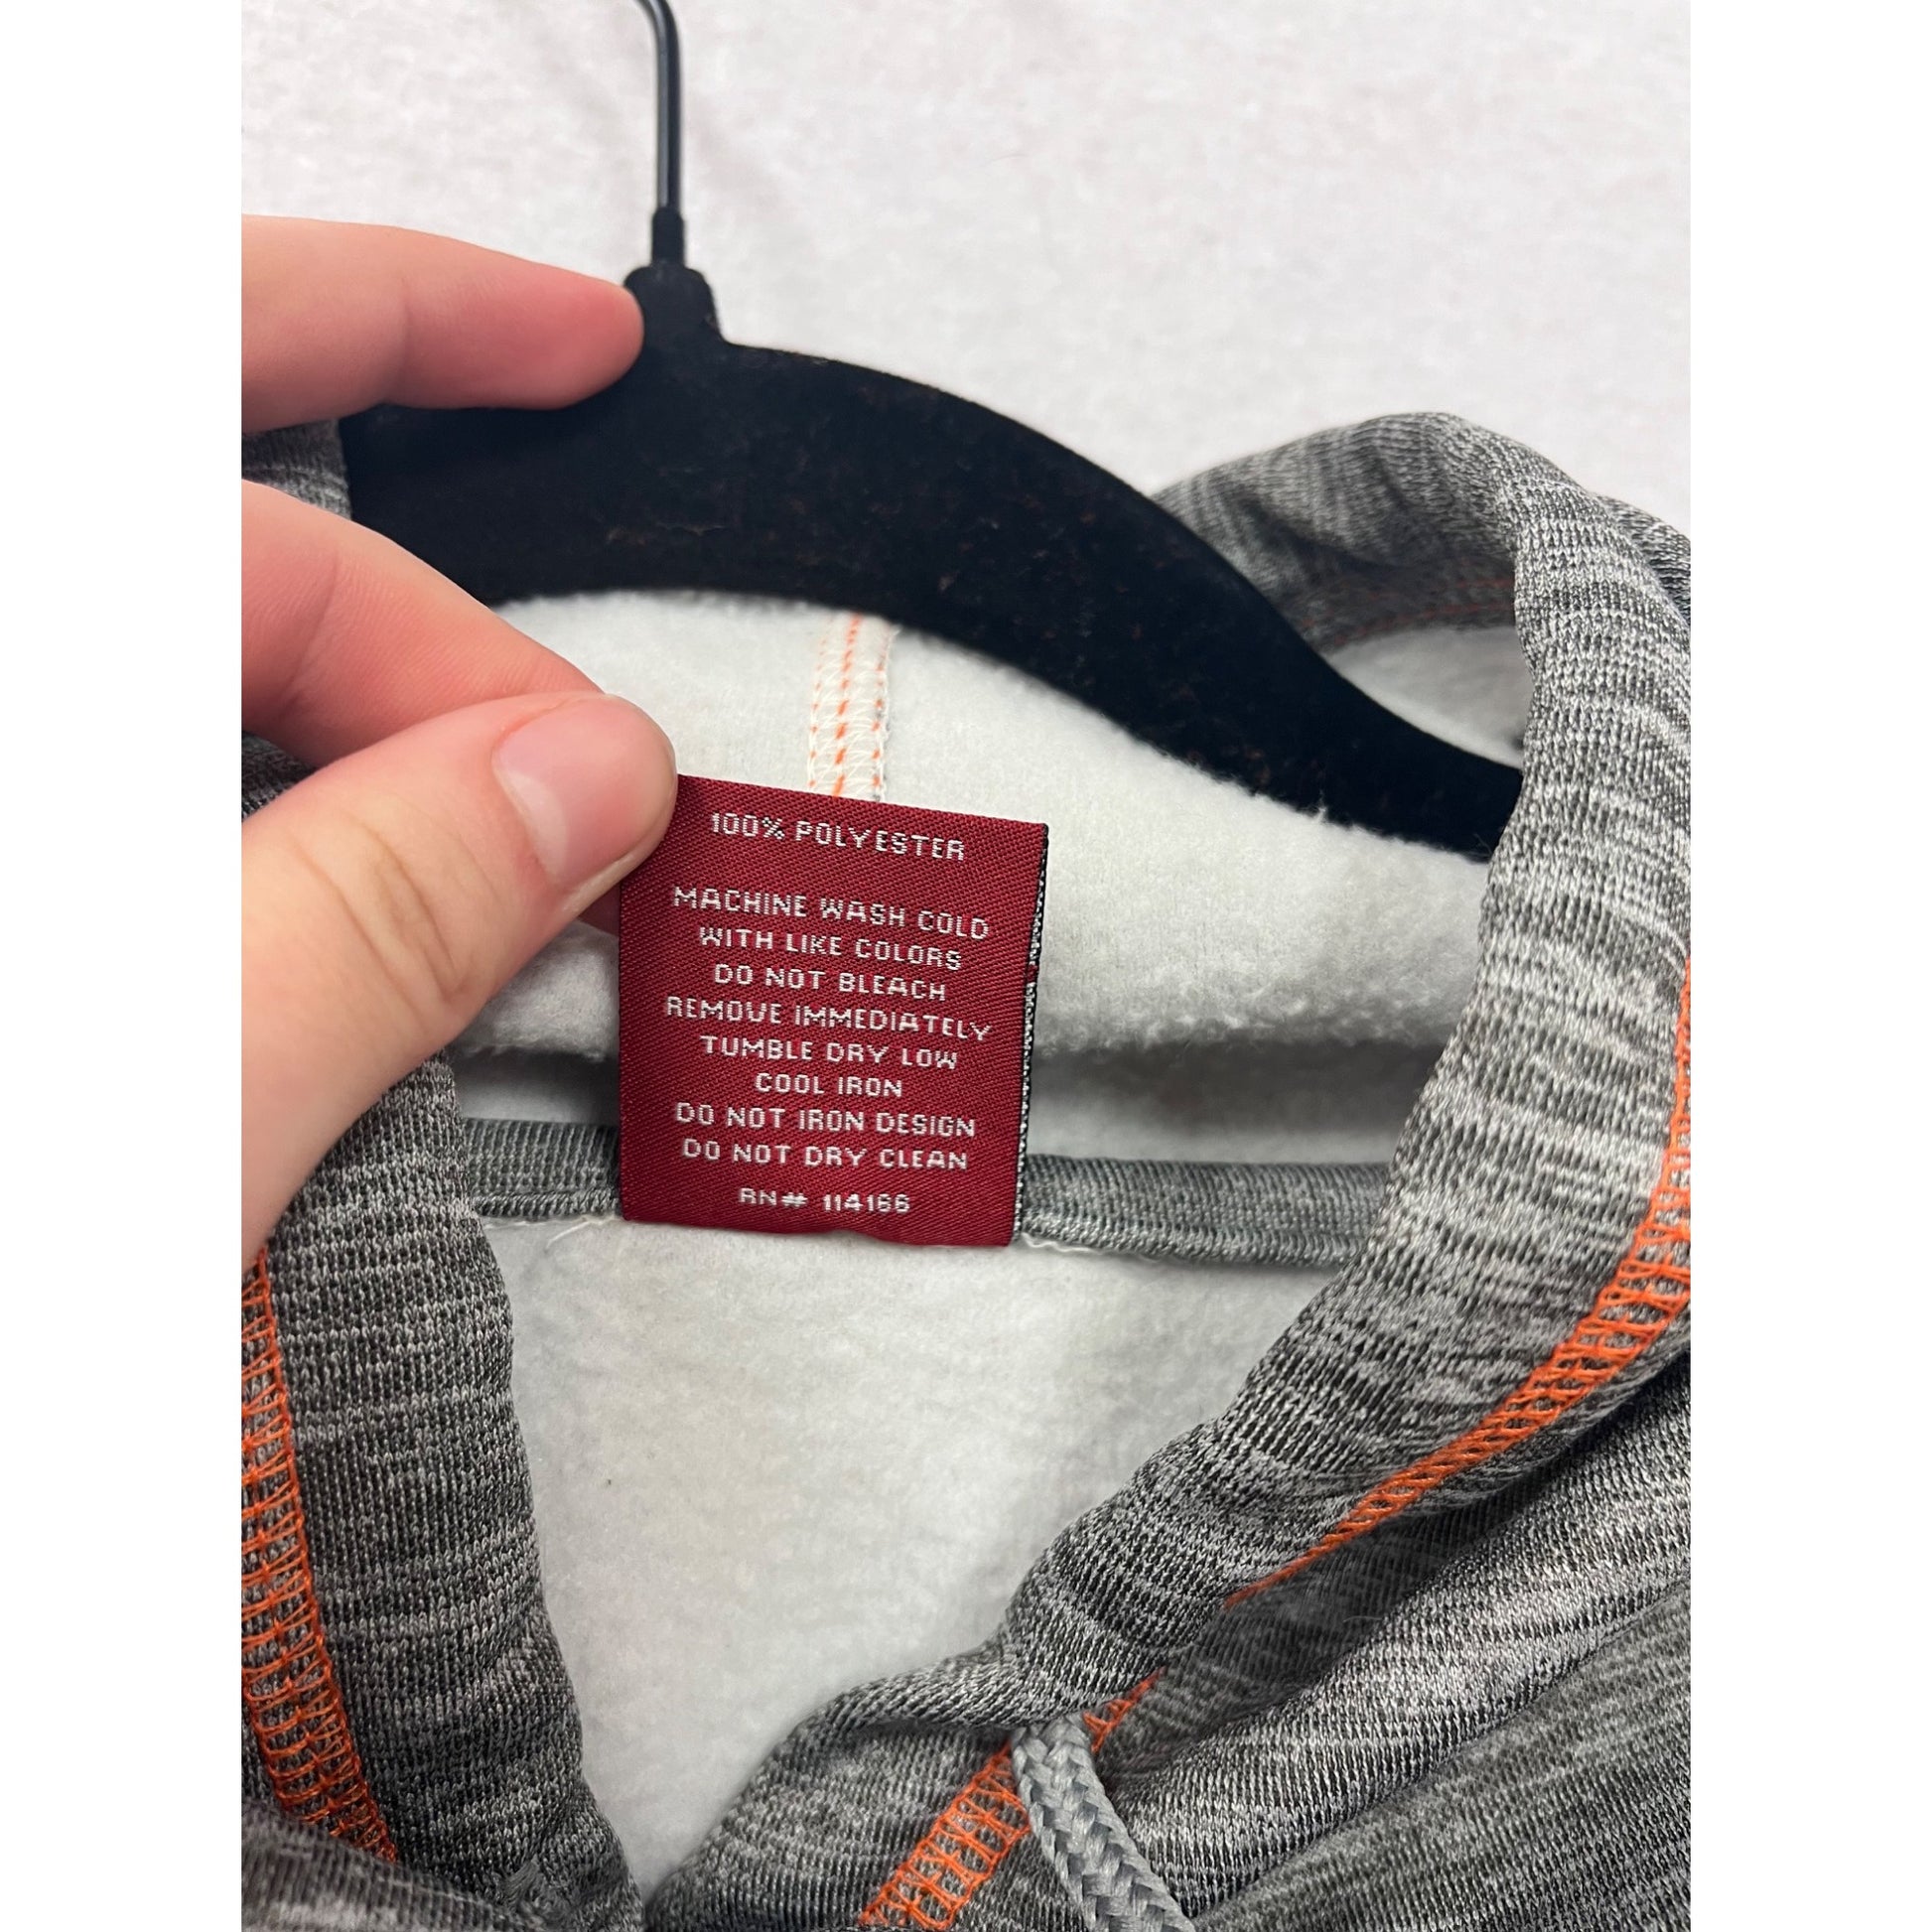 100% POLYESTER
MACHINE WASH COLD
WITH LIKE COLORS
DO NOT BLEACH
REMOVE IMMEDIATELY
TUMBLE DRY LOW
COOL IRON
DO NOT IRON DESIGN
DO NOT DRY CLEAN
RN# 114166